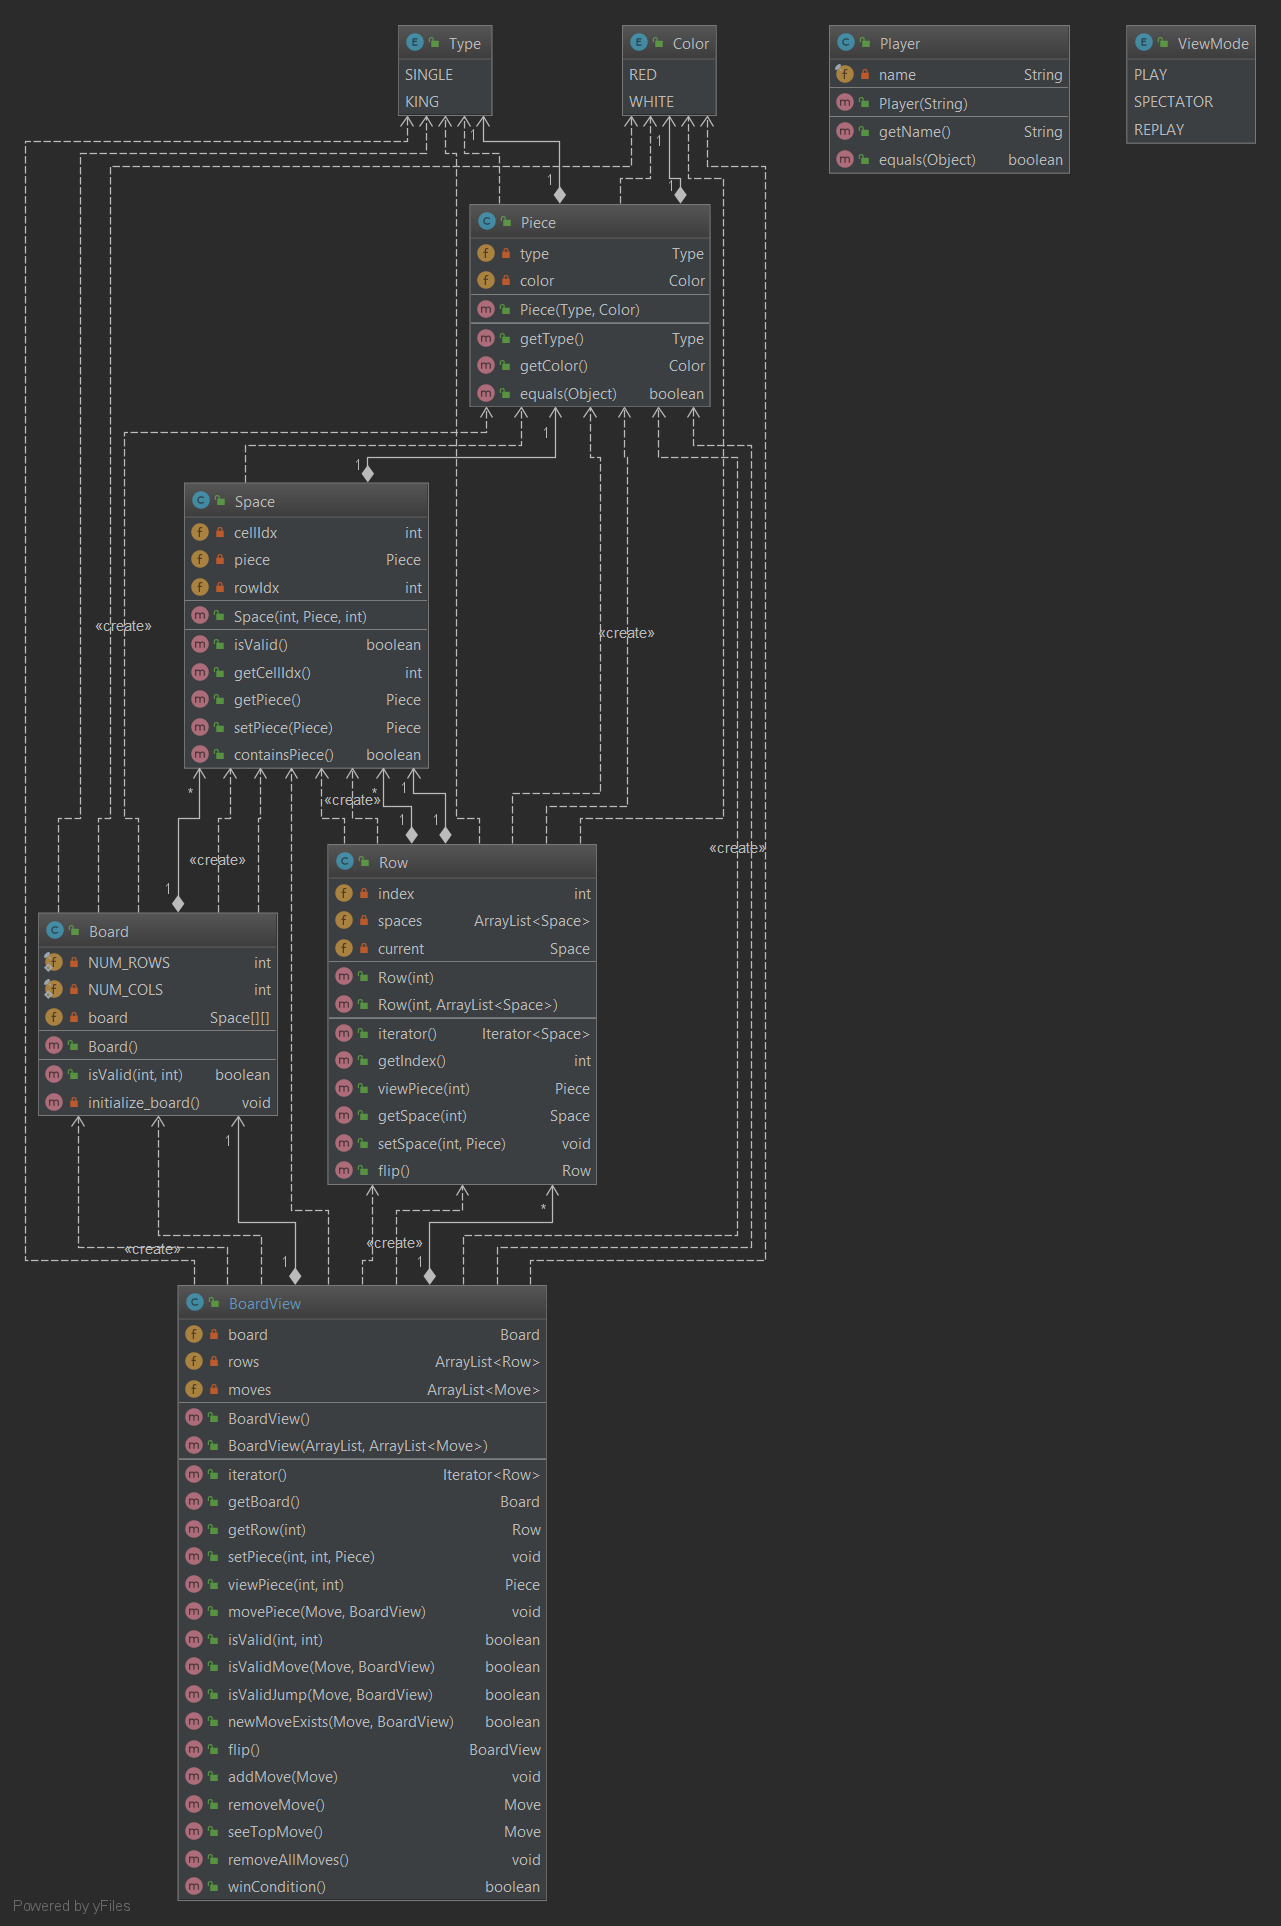 Type
SINGLE
KING
Color
RED
WHITE
Player
name String
Player(String)
getName() String
equals(Object) boolean
ViewMode
PLAY
SPECTATOR
REPLAY
1
1
1
1
Piece
type Type
color Color
Piece(Type, Color)
getType() Type
getColor() Color
equals(Object) boolean
1
1
Space
cellIdx int
piece Piece
rowIdx int
Space(int, Piece, int)
isValid() boolean
getCellIdx() int
getPiece() Piece
setPiece(Piece) Piece
containsPiece() boolean
«create»
«create»
* «create» * 1
1 1
«create»
«create»
1
Row
index int
spaces ArrayList<Space>
current Space
Row(int)
Row(int, ArrayList<Space>)
iterator() Iterator<Space>
getIndex() int
viewPiece(int) Piece
getSpace(int) Space
setSpace(int, Piece) void
flip() Row
Board
NUM_ROWS int
NUM_COLS int
board Space[][]
Board()
isValid(int, int) boolean
initialize_board() void
1
*
«create»
«create»
1
1
BoardView
board Board
rows ArrayList<Row>
moves ArrayList<Move>
BoardView()
BoardView(ArrayList, ArrayList<Move>)
iterator() Iterator<Row>
getBoard() Board
getRow(int) Row
setPiece(int, int, Piece) void
viewPiece(int, int) Piece
movePiece(Move, BoardView) void
isValid(int, int) boolean
isValidMove(Move, BoardView) boolean
isValidJump(Move, BoardView) boolean
newMoveExists(Move, BoardView) boolean
flip() BoardView
addMove(Move) void
removeMove() Move
seeTopMove() Move
removeAllMoves() void
winCondition() boolean
Powered by yFiles